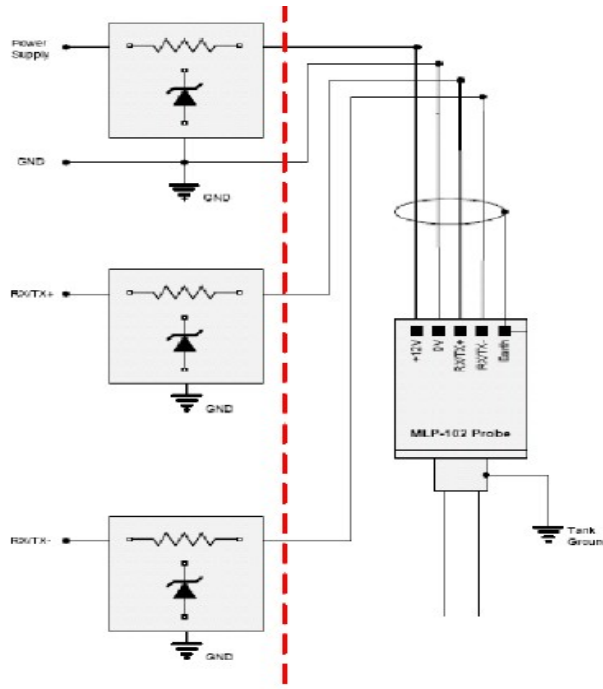 Power
Supply
GND
GND
RX/TX+
GND
RX/TX-
GND
+12V
0V
RX/TX+
RX/TX-
Earth
MLP-102 Probe
Tank
Groun